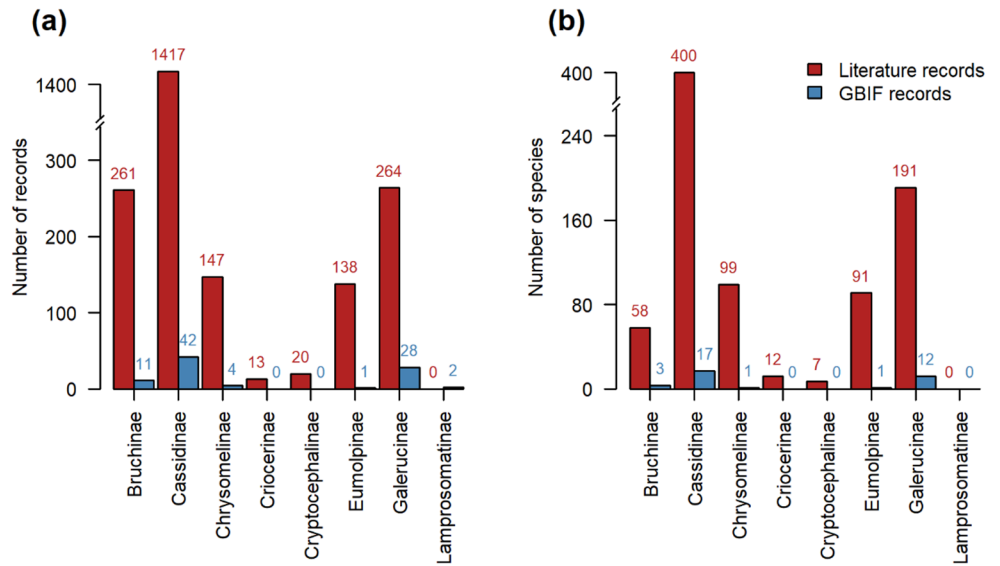 (a)
Number of records
1400
300
200
100
0
261
11
1417
42
147
4
13
0
20
0
138
1
264
28
0
2
Bruchinae
Cassidinae
Chrysomelinae
Criocerinae
Cryptocephalinae
Eumolpinae
Galerucinae
Lamprosomatinae
(b)
Literature records
GBIF records
Number of species
400
240
160
80
0
58
3
400
17
99
1
12
0
7
0
91
1
191
12
0
0
Bruchinae
Cassidinae
Chrysomelinae
Criocerinae
Cryptocephalinae
Eumolpinae
Galerucinae
Lamprosomatinae